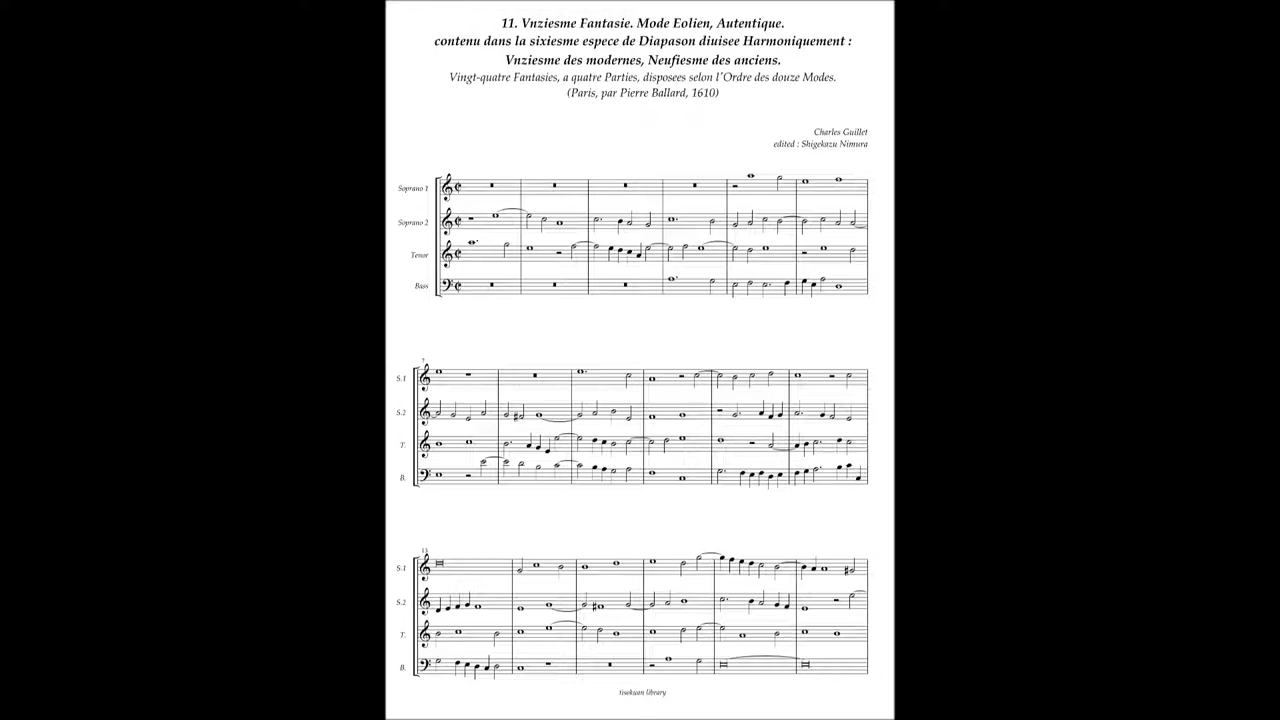 11. Vnziesme Fantasie. Mode Eolien, Autentique.
contenu dans la sixiesme espece de Diapason diuisee Harmoniquement :
Vnziesme des modernes, Neufiesme des anciens.
Vingt-quatre Fantasies, a quatre Parties, disposees selon l'Ordre des douze Modes.
(Paris, par Pierre Ballard, 1610)
Charles Guillet
edited : Shigekazu Nimura
Soprano 1
Soprano 2
Tenor
Bass
7
S.1
S.2
T.
B.
13
S.1
S.2
T.
B.
tisekuan library